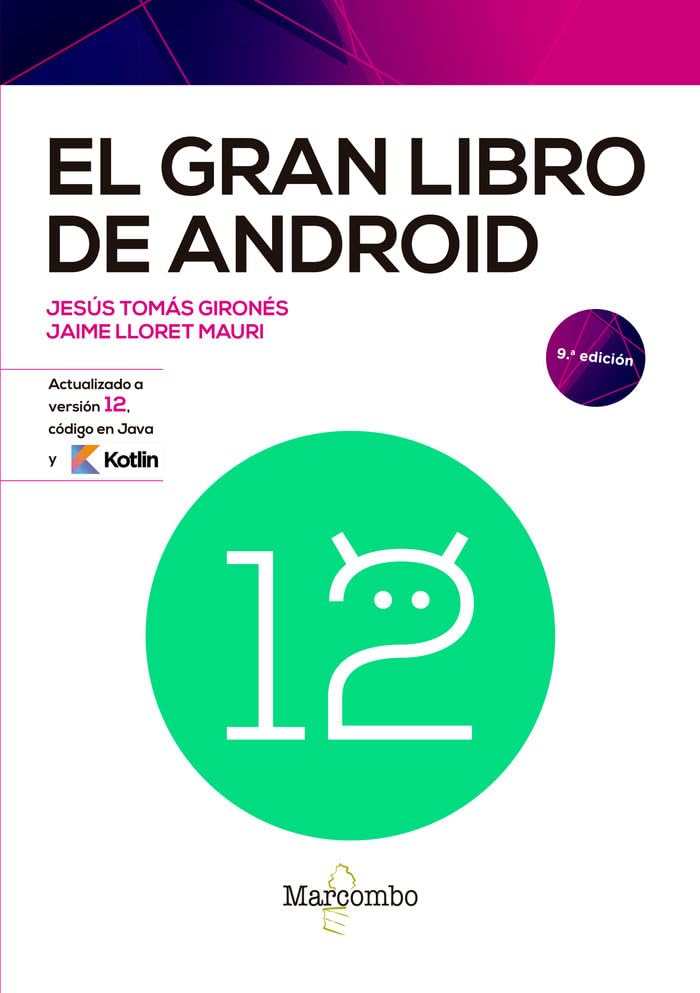 EL GRAN LIBRO
DE ANDROID
JESÚS TOMÁS GIRONÉS
JAIME LLORET MAURI
9.ª edición
Actualizado a
versión 12,
código en Java
y Kotlin
12
Marcombo